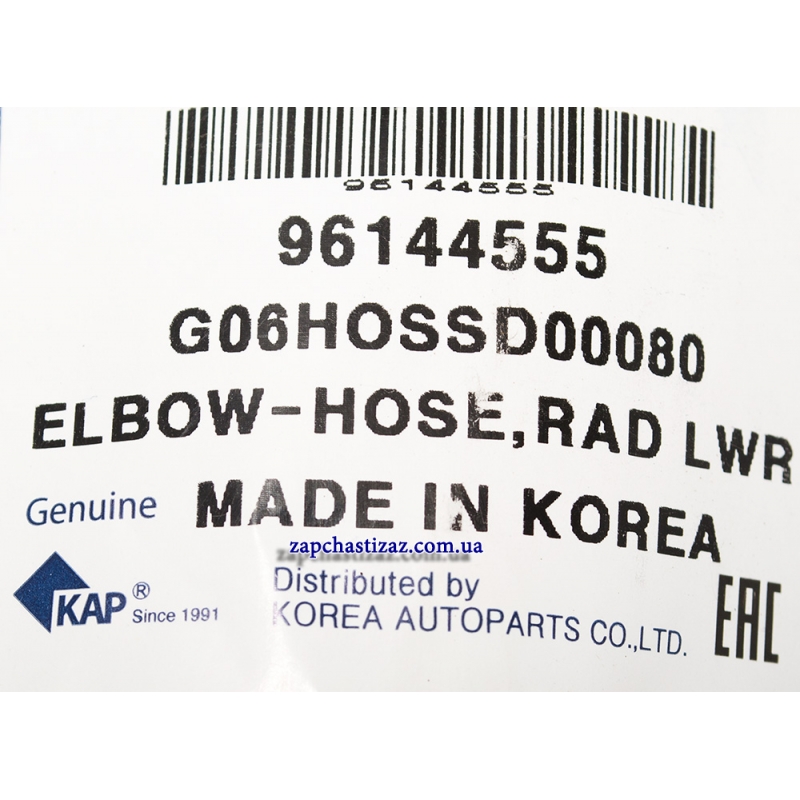 96144555
96144555
G06HOSSD00080
ELBOW-HOSE,RAD LWR
Genuine MADE IN KOREA
zapchastizaz.com.ua
KAP® Since 1991
Distributed by
KOREA AUTOPARTS CO.,LTD.
EAC